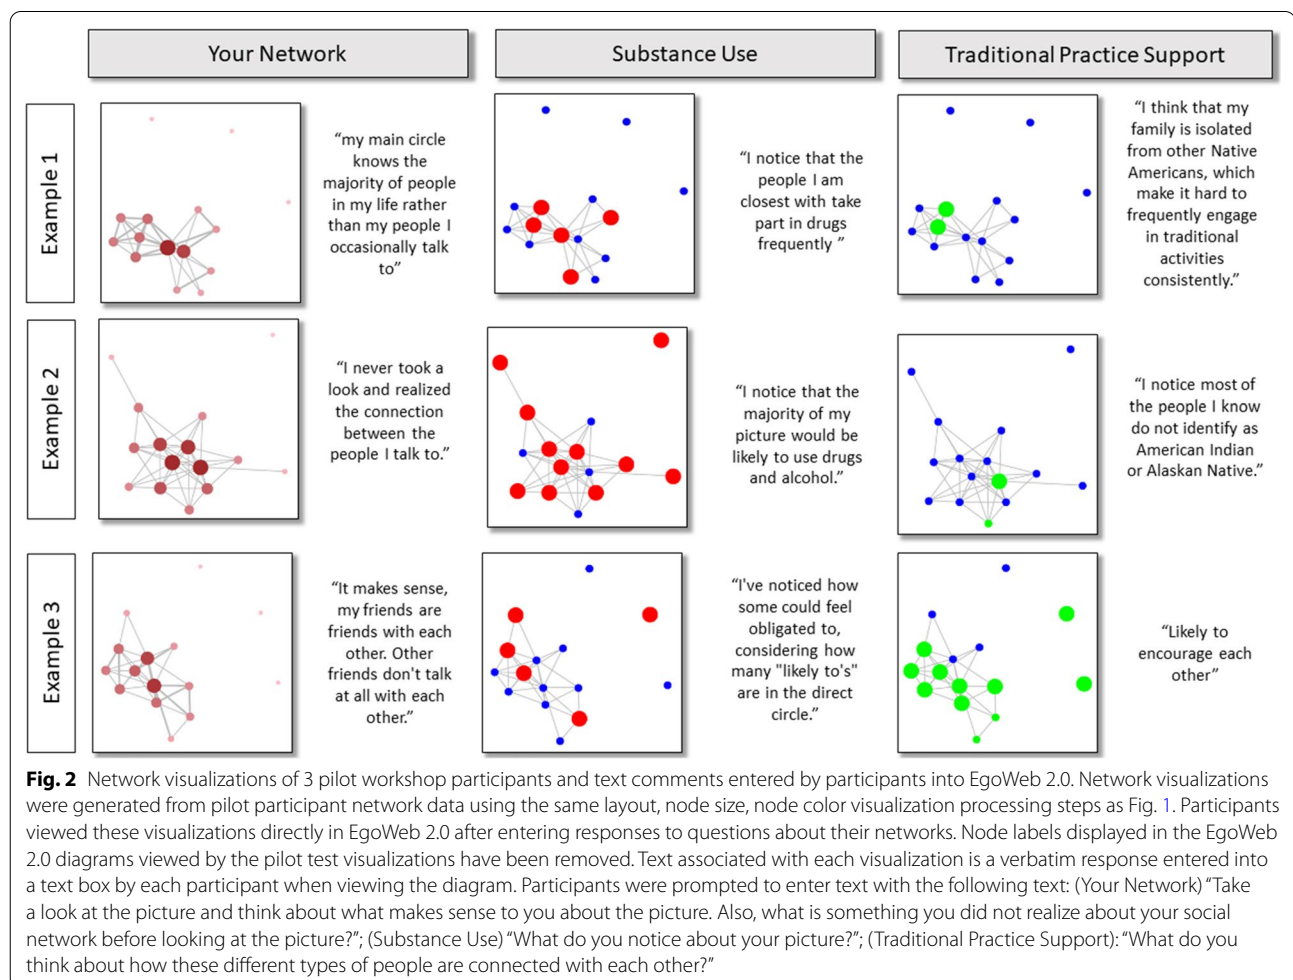 Your Network
Substance Use
Traditional Practice Support
Example 1
“my main circle
knows the
majority of people
in my life rather
than my people I
occasionally talk
to”
“I notice that the
people I am
closest with take
part in drugs
frequently ”
“I think that my
family is isolated
from other Native
Americans, which
make it hard to
frequently engage
in traditional
activities
consistently.”
Example 2
“I never took a
look and realized
the connection
between the
people I talk to.”
“I notice that the
majority of my
picture would be
likely to use drugs
and alcohol.”
“I notice most of
the people I know
do not identify as
American Indian
or Alaskan Native.”
Example 3
“It makes sense,
my friends are
friends with each
other. Other
friends don't talk
at all with each
other.”
“I've noticed how
some could feel
obligated to,
considering how
many "likely to's"
are in the direct
circle.”
“Likely to
encourage each
other”
Fig. 2 Network visualizations of 3 pilot workshop participants and text comments entered by participants into EgoWeb 2.0. Network visualizations
were generated from pilot participant network data using the same layout, node size, node color visualization processing steps as Fig. 1. Participants
viewed these visualizations directly in EgoWeb 2.0 after entering responses to questions about their networks. Node labels displayed in the EgoWeb
2.0 diagrams viewed by the pilot test visualizations have been removed. Text associated with each visualization is a verbatim response entered into
a text box by each participant when viewing the diagram. Participants were prompted to enter text with the following text: (Your Network) “Take
a look at the picture and think about what makes sense to you about the picture. Also, what is something you did not realize about your social
network before looking at the picture?”; (Substance Use) “What do you notice about your picture?”; (Traditional Practice Support): “What do you
think about how these different types of people are connected with each other?”